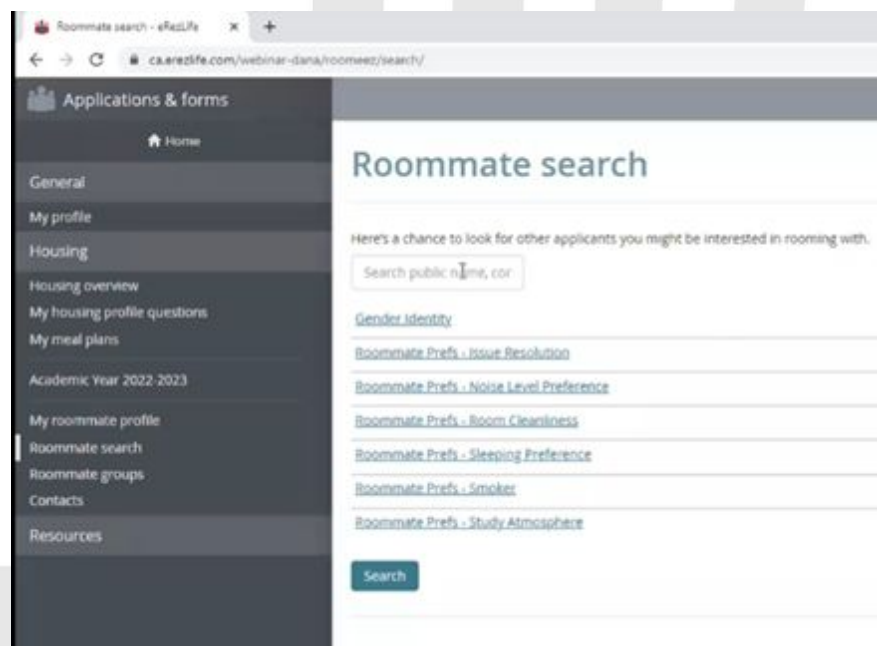 Roommate search - eRezLife
ca.erezlife.com/webinar-dana/roomeez/search/
Applications & forms
Home
General
My profile
Housing
Housing overview
My housing profile questions
My meal plans
Academic Year 2022-2023
My roommate profile
Roommate search
Roommate groups
Contacts
Resources
Roommate search
Here's a chance to look for other applicants you might be interested in rooming with.
Search public name, cor
Gender Identity
Roommate Prefs - Issue Resolution
Roommate Prefs - Noise Level Preference
Roommate Prefs - Room Cleanliness
Roommate Prefs - Sleeping Preference
Roommate Prefs - Smoker
Roommate Prefs - Study Atmosphere
Search